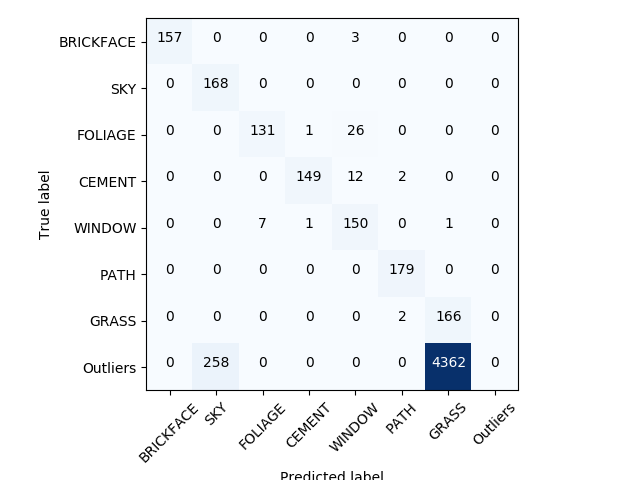 BRICKFACE 157 0 0 0 3 0 0 0
SKY 0 168 0 0 0 0 0 0
FOLIAGE 0 0 131 1 26 0 0 0
CEMENT 0 0 0 149 12 2 0 0
WINDOW 0 0 7 1 150 0 1 0
PATH 0 0 0 0 0 179 0 0
GRASS 0 0 0 0 0 2 166 0
Outliers 0 258 0 0 0 0 4362 0
True label
BRICKFACE SKY FOLIAGE CEMENT WINDOW PATH GRASS Outliers
Predicted label